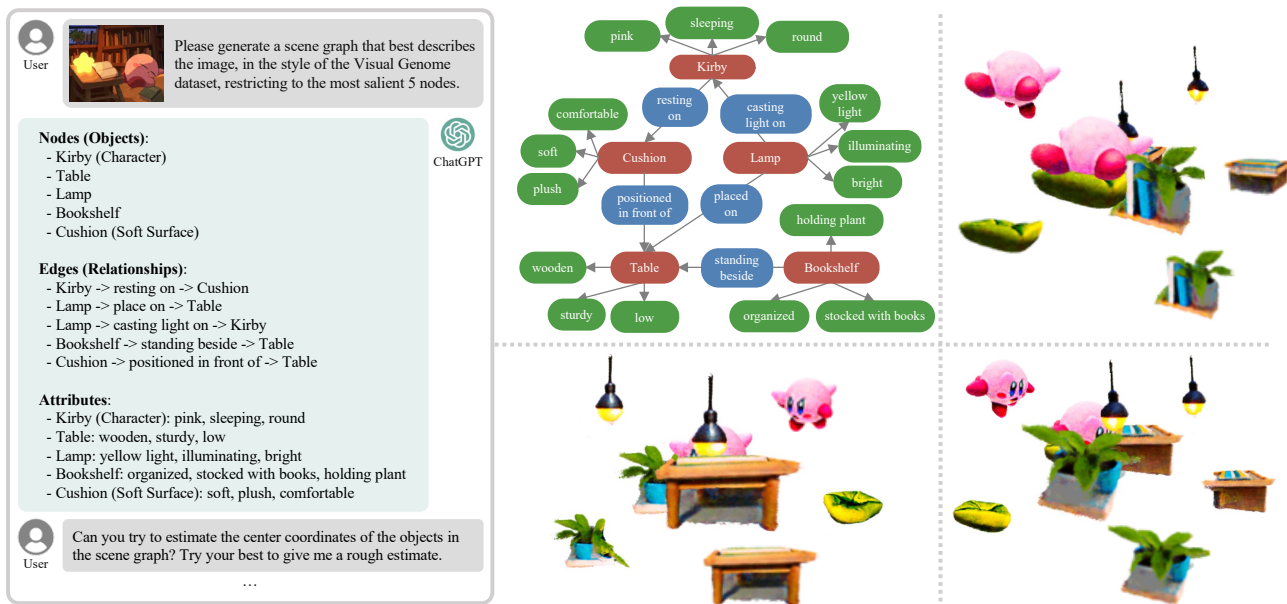 User
Please generate a scene graph that best describes
the image, in the style of the Visual Genome
dataset, restricting to the most salient 5 nodes.
ChatGPT
Nodes (Objects):
- Kirby (Character)
- Table
- Lamp
- Bookshelf
- Cushion (Soft Surface)
Edges (Relationships):
- Kirby -> resting on -> Cushion
- Lamp -> place on -> Table
- Lamp -> casting light on -> Kirby
- Bookshelf -> standing beside -> Table
- Cushion -> positioned in front of -> Table
Attributes:
- Kirby (Character): pink, sleeping, round
- Table: wooden, sturdy, low
- Lamp: yellow light, illuminating, bright
- Bookshelf: organized, stocked with books, holding plant
- Cushion (Soft Surface): soft, plush, comfortable
User
Can you try to estimate the center coordinates of the objects in
the scene graph? Try your best to give me a rough estimate.
...
sleeping
pink
round
Kirby
resting
on
casting
light on
yellow
light
comfortable
soft
Cushion
Lamp
illuminating
plush
bright
positioned
in front of
placed
on
holding plant
wooden
Table
standing
beside
Bookshelf
sturdy
low
organized
stocked with books